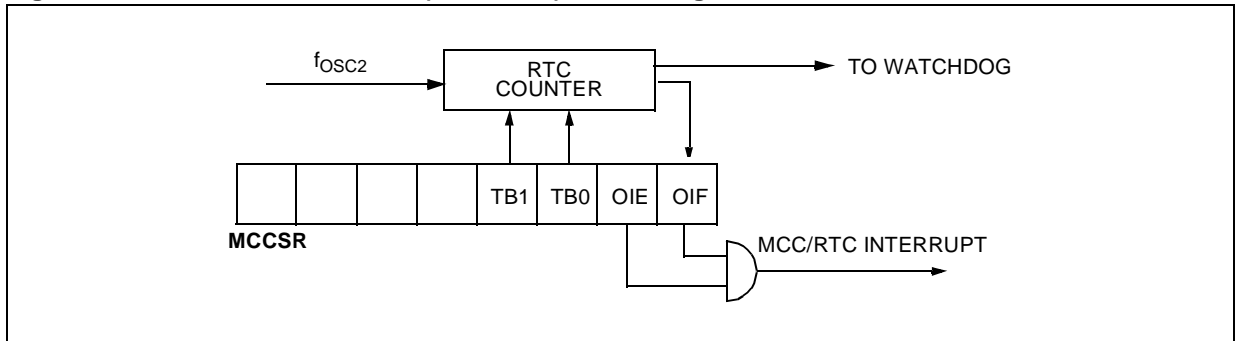 fOSC2
RTC
COUNTER
TO WATCHDOG
TB1 TB0 OIE OIF
MCCSR
MCC/RTC INTERRUPT